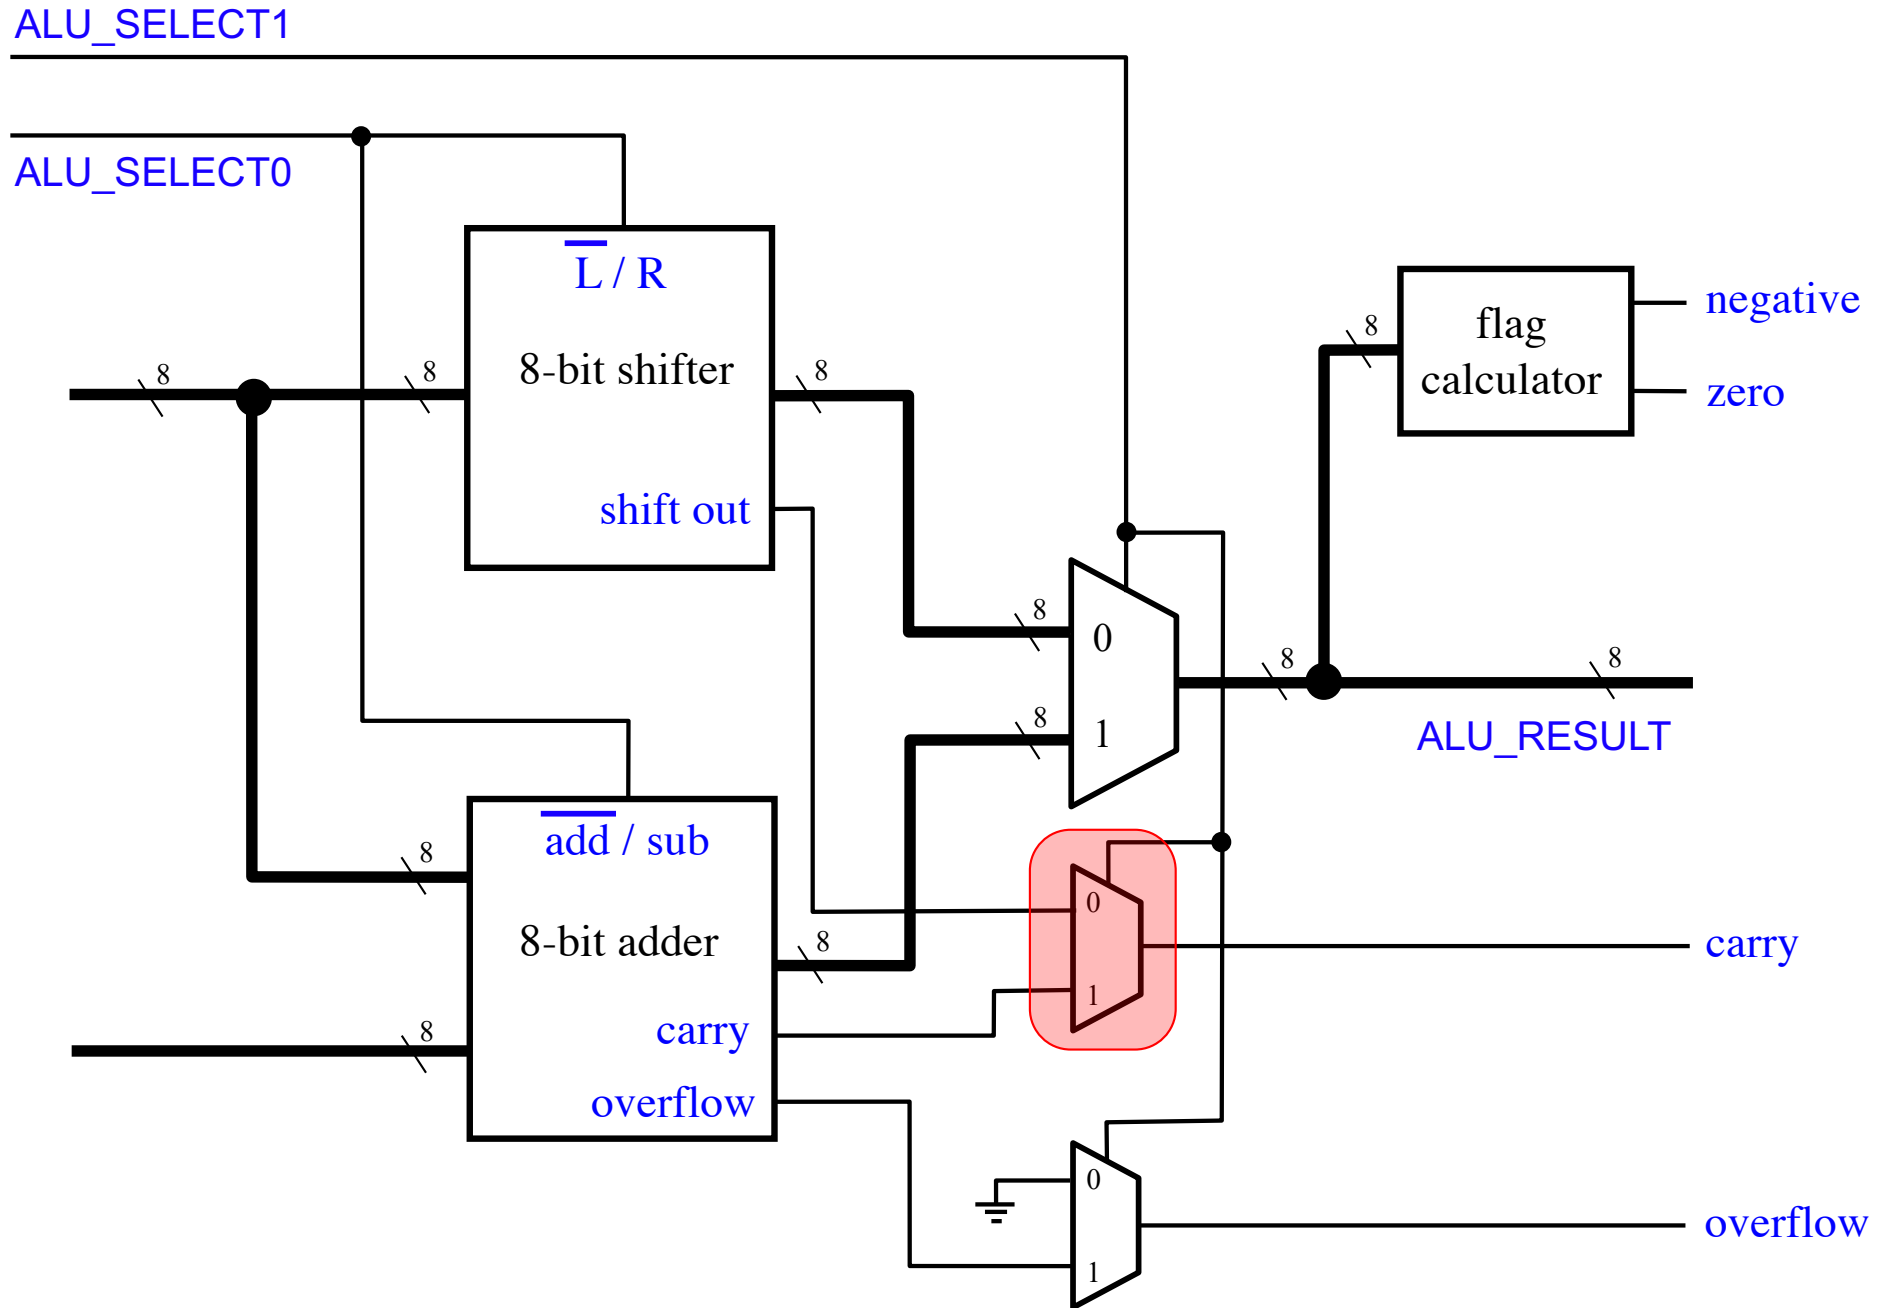 ALU_SELECT1
ALU_SELECT0
L / R
8-bit shifter
shift out
8
8
8
flag
calculator
negative
zero
8
8
0
8
1
8
8
ALU_RESULT
add / sub
8-bit adder
carry
overflow
8
8
8
0
1
carry
0
1
overflow